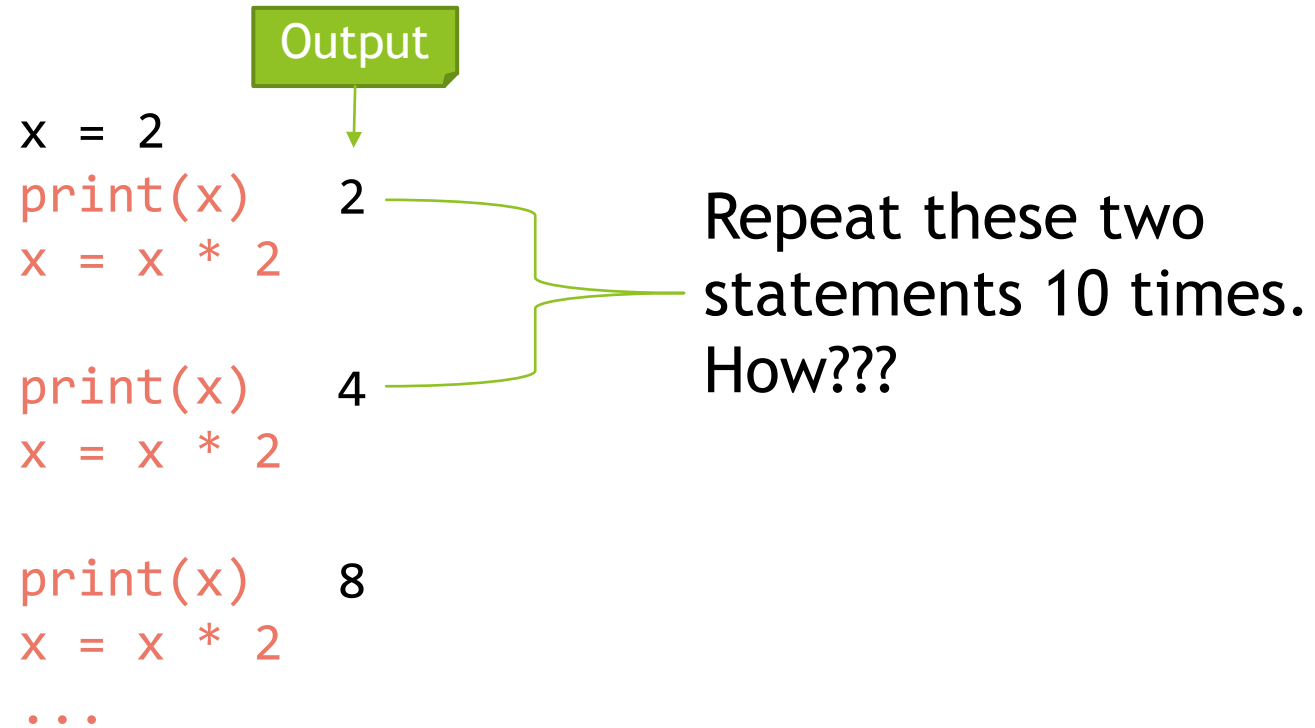 Output
x = 2
print(x) 2
x = x * 2
print(x) 4
x = x * 2
print(x) 8
x = x * 2
...
Repeat these two
statements 10 times.
How???